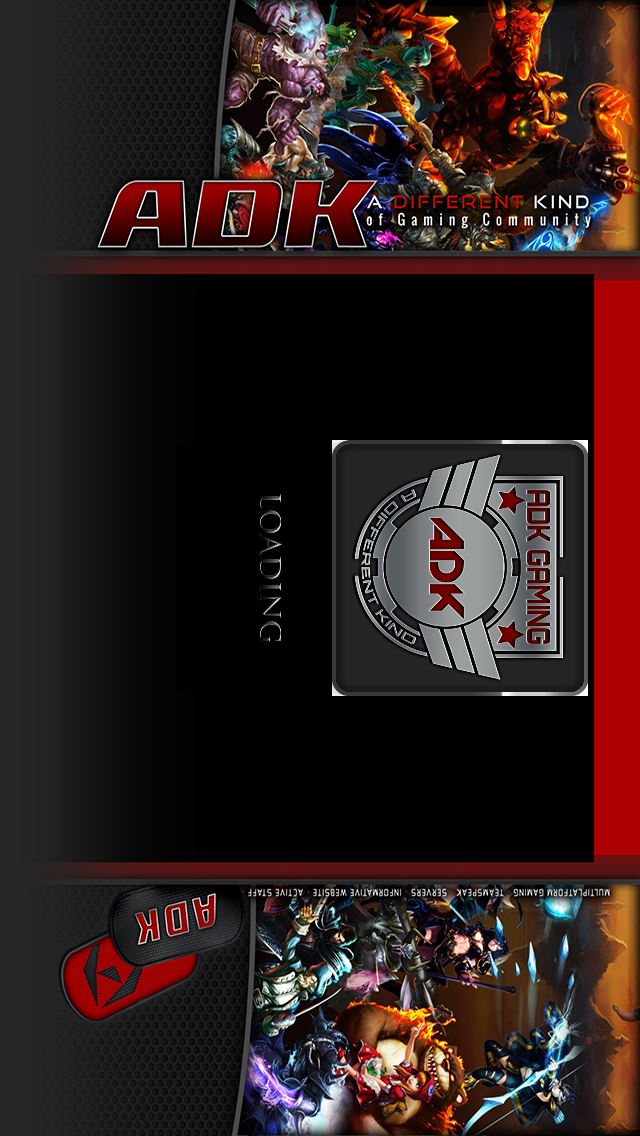 ADK
A DIFFERENT KIND
of Gaming Community
ADK GAMING
ADK
A DIFFERENT KIND
LOADING
MULTIPLATFORM GAMING TEAMSPEAK SERVERS INFORMATIVE WEBSITE ACTIVE STAFF
ADK